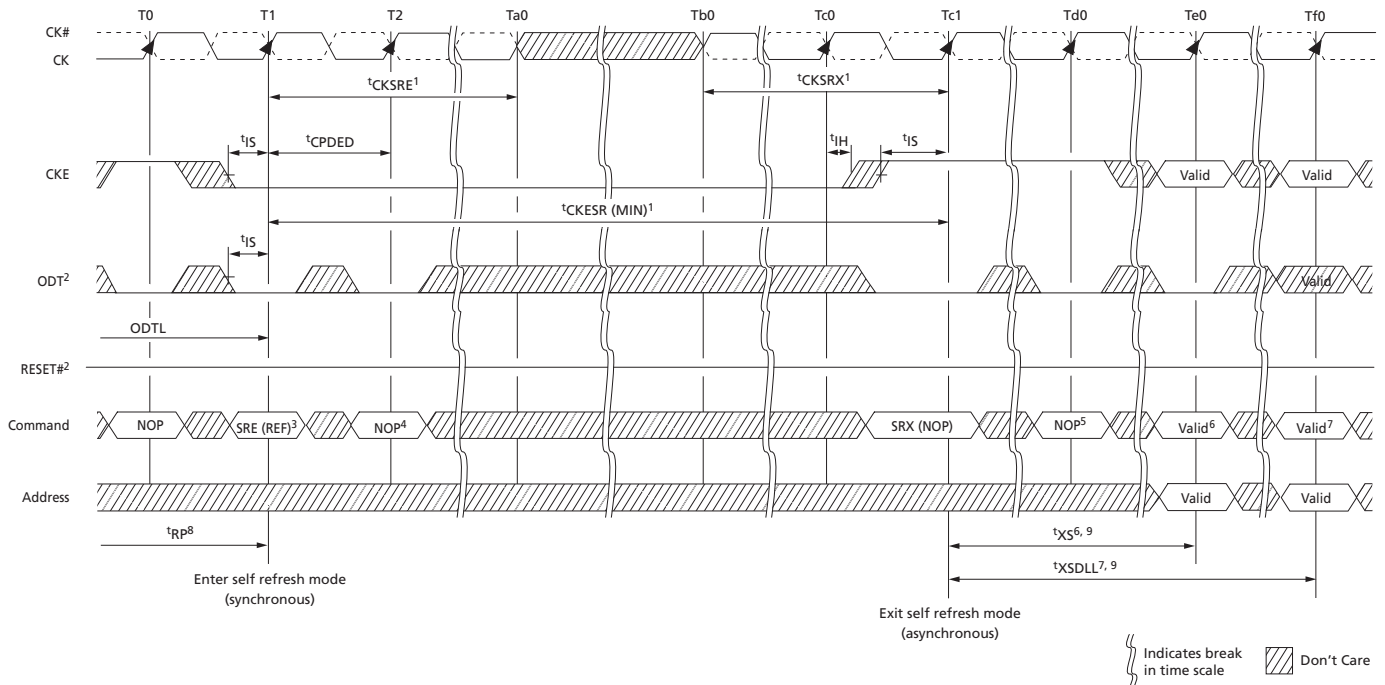 T0 T1 T2 Ta0 Tb0 Tc0 Tc1 Td0 Te0 Tf0
CK#
CK
tCKSRE1 tCKSRX1
tIS tCPDED tIH tIS
CKE Valid Valid
tCKESR (MIN)1
tIS
ODT2 Valid
ODTL
RESET#2
Command NOP SRE (REF)3 NOP4 SRX (NOP) NOP5 Valid6 Valid7
Address Valid Valid
tRP8 tXS6, 9
tXSDLL7, 9
Enter self refresh mode
(synchronous)
Exit self refresh mode
(asynchronous)
Indicates break
in time scale
Don't Care